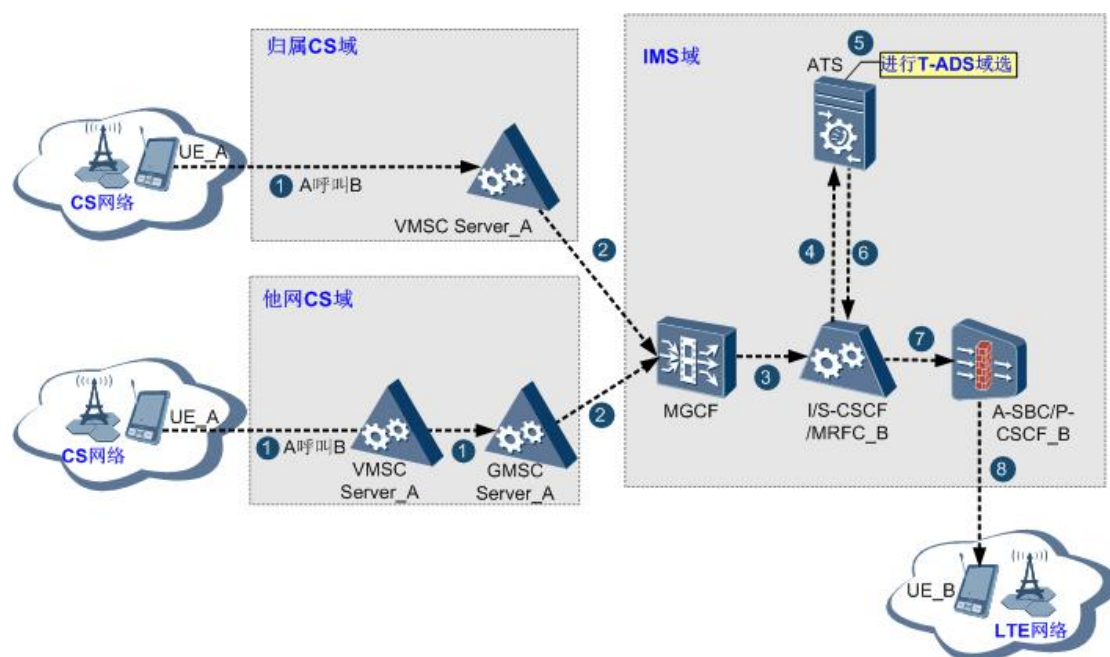 归属CS域
UE_A
CS网络
1
A呼叫B
VMSC Server_A
2
他网CS域
UE_A
CS网络
1
A呼叫B
VMSC
Server_A
1
GMSC
Server_A
2
IMS域
5
ATS
进行T-ADS域选
4
6
MGCF
3
I/S-CSCF
/MRFC_B
7
A-SBC/P-
CSCF_B
8
UE_B
LTE网络